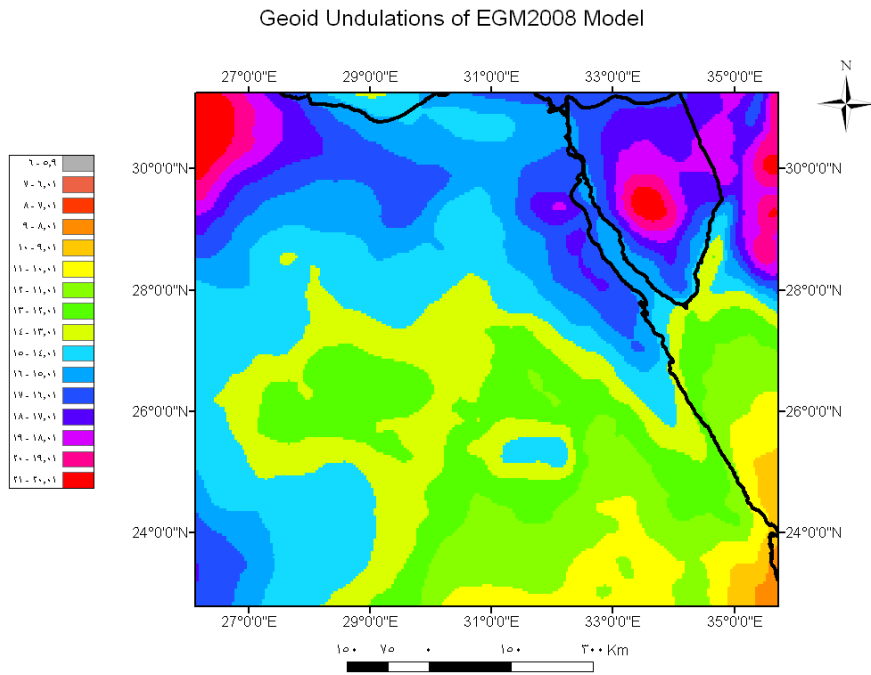 Geoid Undulations of EGM2008 Model
N
27°0'0"E 29°0'0"E 31°0'0"E 33°0'0"E 35°0'0"E
٦ - ٥,٩
٧ - ٦,٠١
٨ - ٧,٠١
٩ - ٨,٠١
١٠ - ٩,٠١
١١ - ١٠,٠١
١٢ - ١١,٠١
١٣ - ١٢,٠١
١٤ - ١٣,٠١
١٥ - ١٤,٠١
١٦ - ١٥,٠١
١٧ - ١٦,٠١
١٨ - ١٧,٠١
١٩ - ١٨,٠١
٢٠ - ١٩,٠١
٢١ - ٢٠,٠١
30°0'0"N 30°0'0"N
28°0'0"N 28°0'0"N
26°0'0"N 26°0'0"N
24°0'0"N 24°0'0"N
27°0'0"E 29°0'0"E 31°0'0"E 33°0'0"E 35°0'0"E
١٥٠ ٧٥ ٠ ١٥٠ ٣٠٠ Km